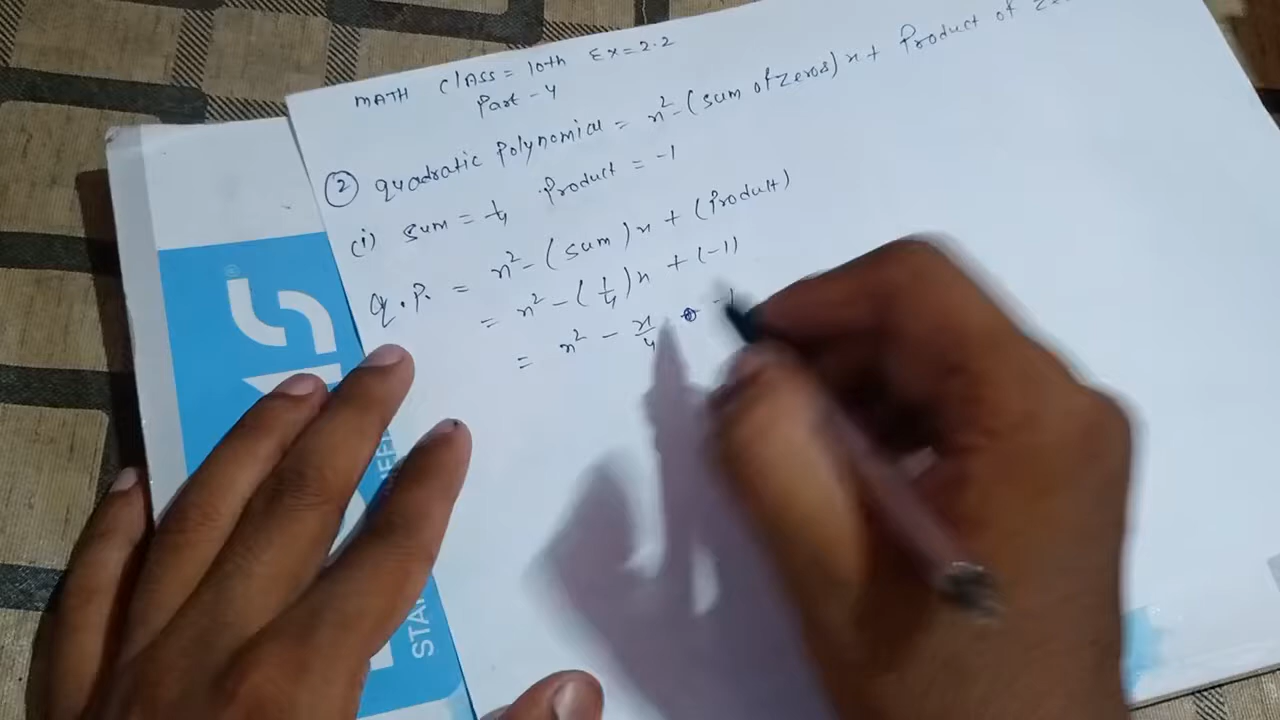 MATH Class = 10th Ex = 2.2
Part - 4
② Quadratic Polynomial = x² - (sum of zeros) x + Product of
(i) sum = 1/4 Product = -1
Q.P. = x² - (sum) x + (Product)
= x² - (1/4) x + (-1)
= x² - x/4 - 1